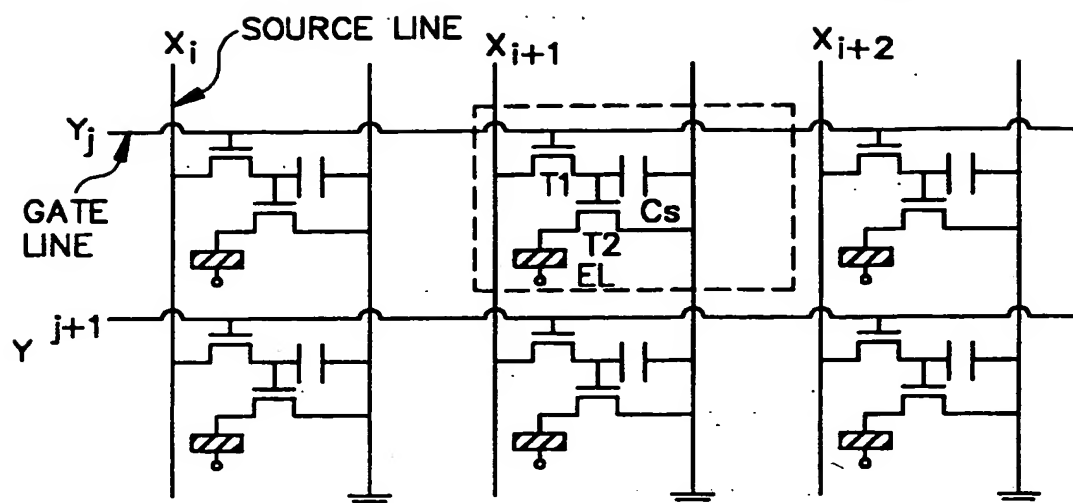 SOURCE LINE
Xi Xi+1 Xi+2
Yj
GATE
LINE
T1
Cs
T2
EL
Y j+1